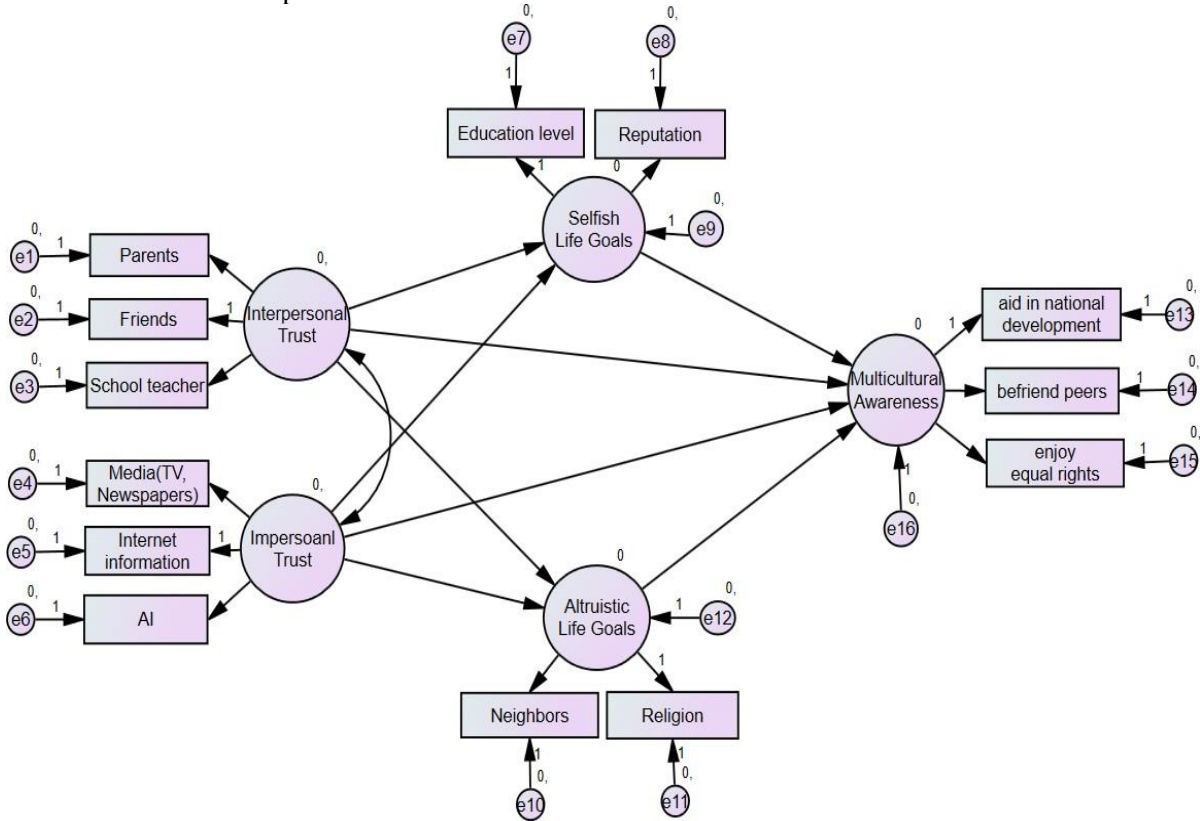 0,
0,
e7
e8
1
1
Education level
Reputation
1
0
Selfish
Life Goals
1
0,
e9
0,
e1
1
Parents
0,
e2
1
Friends
1
0,
e3
1
School teacher
0,
Interpersonal
Trust
0,
e4
1
Media(TV,
Newspapers)
0,
e5
1
Internet
information
1
0,
e6
1
AI
0,
Impersoanl
Trust
0
Multicultural
Awareness
1
0,
e16
1
aid in national
development
1
0,
e13
befriend peers
1
0,
e14
enjoy
equal rights
1
0,
e15
0
Altruistic
Life Goals
1
0,
e12
1
Neighbors
Religion
1
0,
e10
1
0,
e11